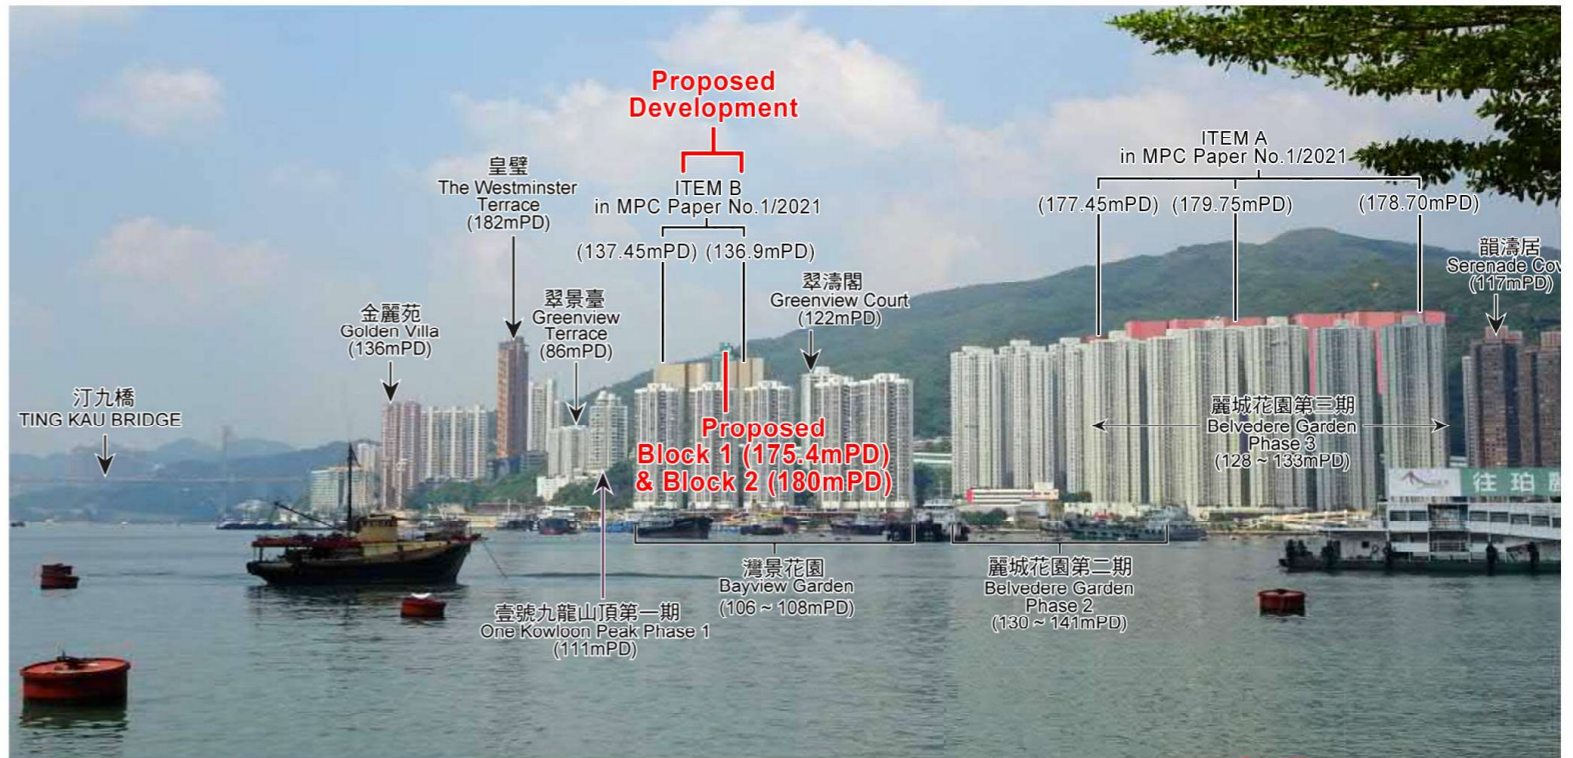 Proposed
Development
ITEM B
in MPC Paper No.1/2021
(137.45mPD) (136.9mPD)
ITEM A
in MPC Paper No.1/2021
(177.45mPD) (179.75mPD) (178.70mPD)
皇璧
The Westminster
Terrace
(182mPD)
金麗苑
Golden Villa
(136mPD)
翠景臺
Greenview
Terrace
(86mPD)
翠濤閣
Greenview Court
(122mPD)
韻濤居
Serenade Cov
(117mPD)
汀九橋
TING KAU BRIDGE
Proposed
Block 1 (175.4mPD)
& Block 2 (180mPD)
麗城花園第三期
Belvedere Garden
Phase 3
(128 ~ 133mPD)
往珀
壹號九龍山頂第一期
One Kowloon Peak Phase 1
(111mPD)
灣景花園
Bayview Garden
(106 ~ 108mPD)
麗城花園第二期
Belvedere Garden
Phase 2
(130 ~ 141mPD)